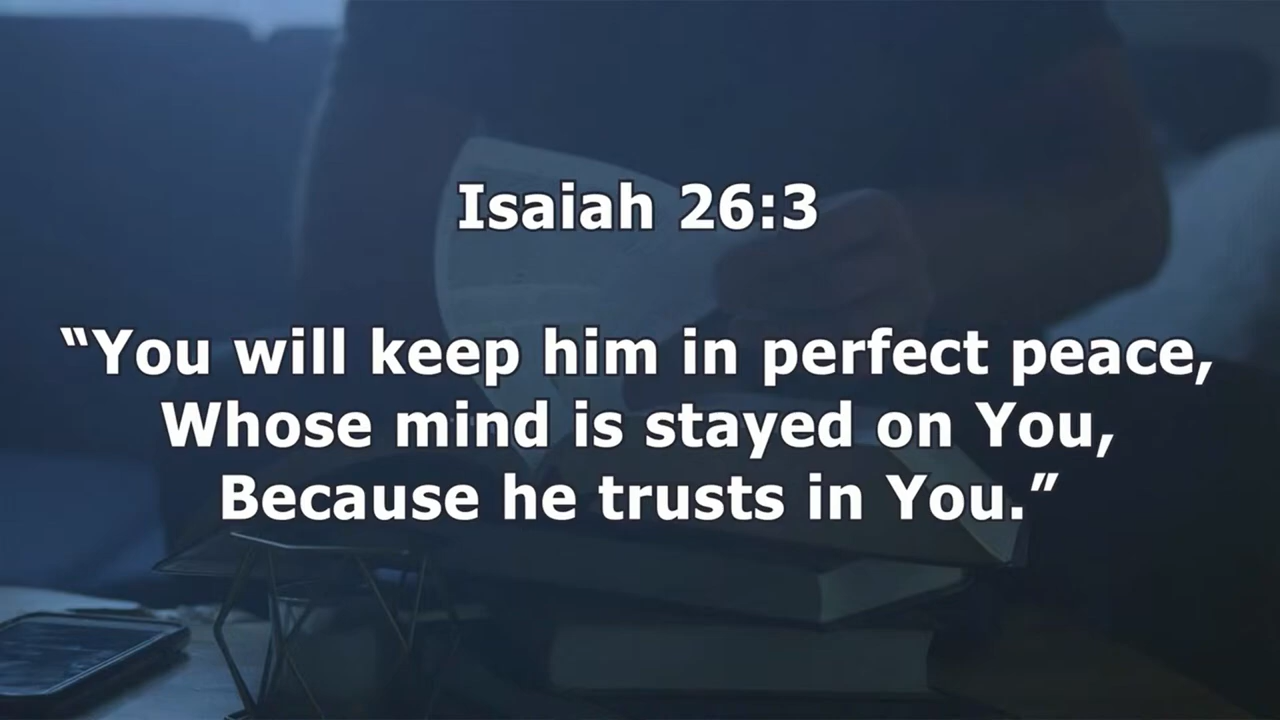 Isaiah 26:3
“You will keep him in perfect peace,
Whose mind is stayed on You,
Because he trusts in You.”